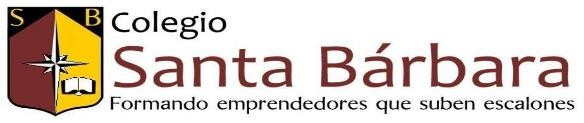 S B
Colegio
Santa Bárbara
Formando emprendedores que suben escalones